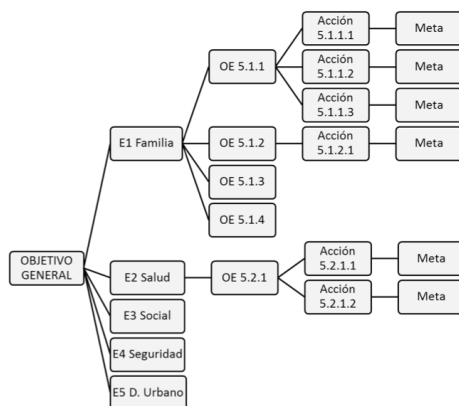 Acción
5.1.1.1
Meta
OE 5.1.1
Acción
5.1.1.2
Meta
Acción
5.1.1.3
Meta
E1 Familia
OE 5.1.2
Acción
5.1.2.1
Meta
OE 5.1.3
OE 5.1.4
OBJETIVO
GENERAL
E2 Salud
OE 5.2.1
Acción
5.2.1.1
Meta
Acción
5.2.1.2
Meta
E3 Social
E4 Seguridad
E5 D. Urbano